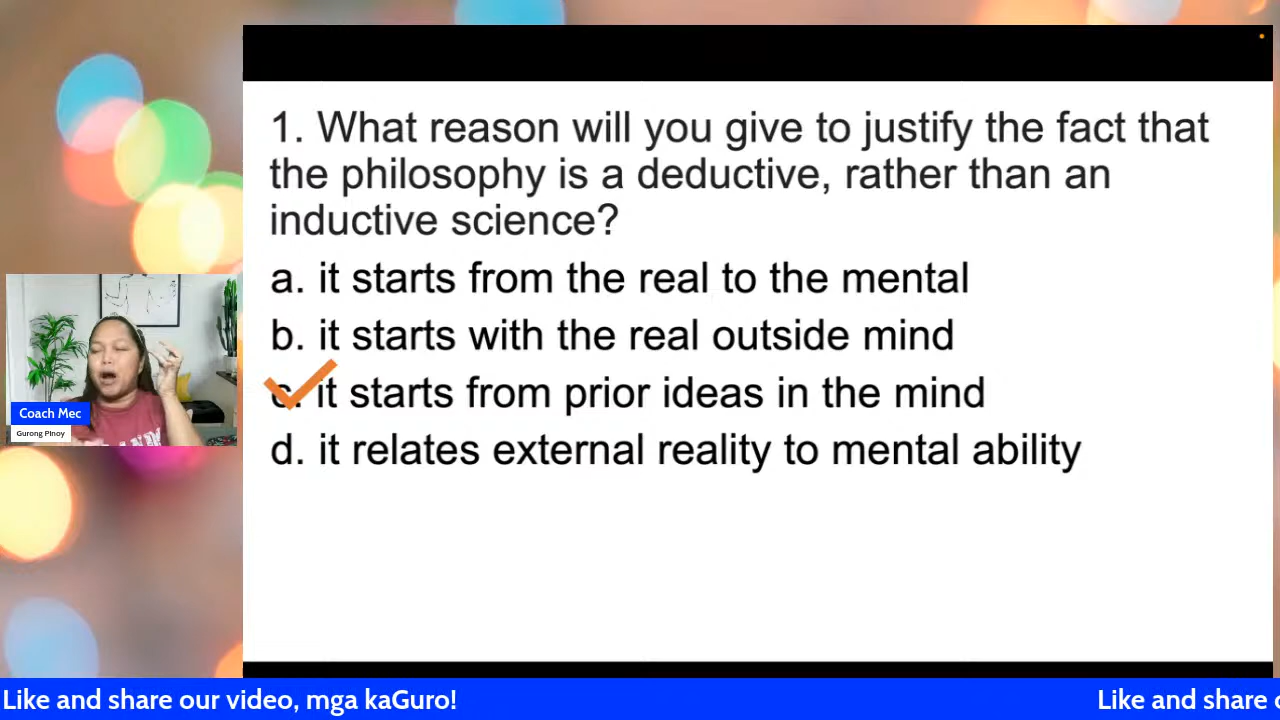 1. What reason will you give to justify the fact that
the philosophy is a deductive, rather than an
inductive science?
a. it starts from the real to the mental
b. it starts with the real outside mind
c. it starts from prior ideas in the mind
d. it relates external reality to mental ability
Coach Mec
Gurong Pinoy
Like and share our video, mga kaGuro!
Like and share